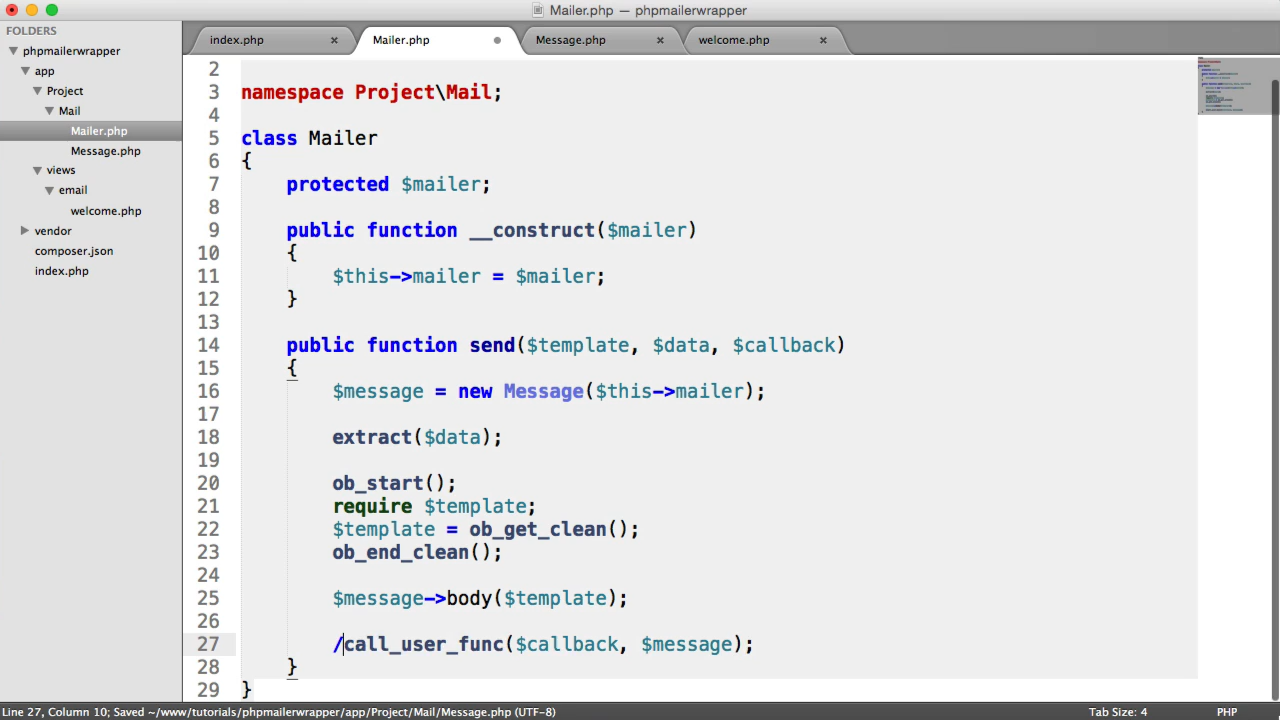 Mailer.php — phpmailerwrapper
FOLDERS
phpmailerwrapper
app
Project
Mail
Mailer.php
Message.php
views
email
welcome.php
vendor
composer.json
index.php
index.php
Mailer.php
Message.php
welcome.php
2
3 namespace Project\Mail;
4
5 class Mailer
6 {
7 protected $mailer;
8
9 public function __construct($mailer)
10 {
11 $this->mailer = $mailer;
12 }
13
14 public function send($template, $data, $callback)
15 {
16 $message = new Message($this->mailer);
17
18 extract($data);
19
20 ob_start();
21 require $template;
22 $template = ob_get_clean();
23 ob_end_clean();
24
25 $message->body($template);
26
27 /call_user_func($callback, $message);
28 }
29 }
Line 27, Column 10; Saved ~/www/tutorials/phpmailerwrapper/app/Project/Mail/Message.php (UTF-8)
Tab Size: 4
PHP